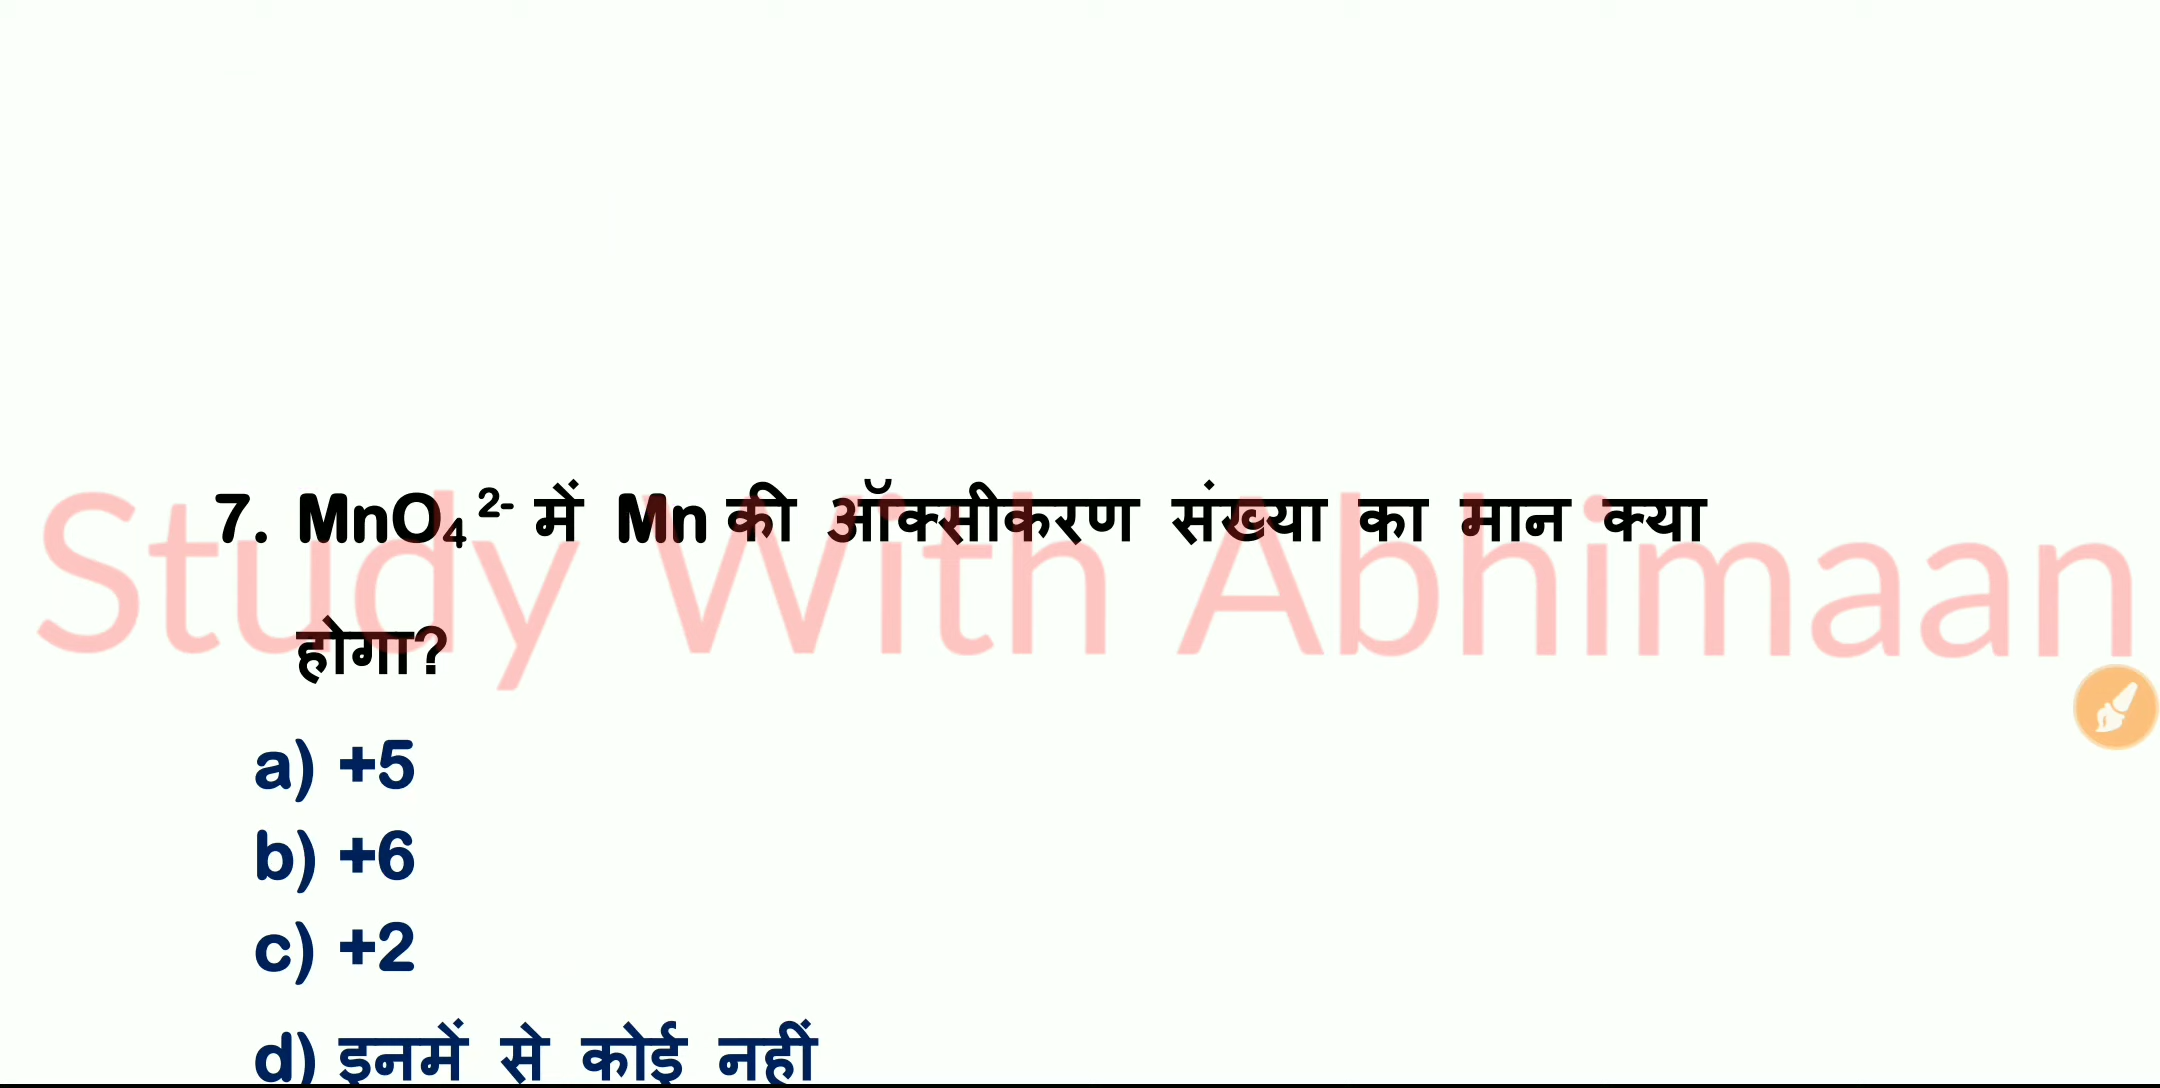 7. MnO₄²⁻ में Mn की ऑक्सीकरण संख्या का मान क्या
होगा?
Study With Abhimaan
a) +5
b) +6
c) +2
d) इनमें से कोई नहीं